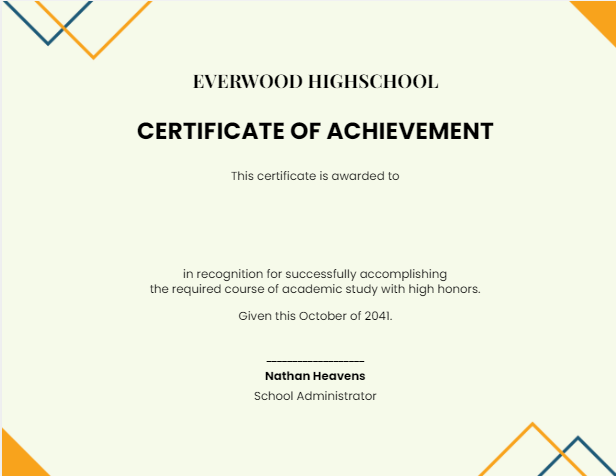 EVERWOOD HIGHSCHOOL
CERTIFICATE OF ACHIEVEMENT
This certificate is awarded to
in recognition for successfully accomplishing
the required course of academic study with high honors.
Given this October of 2041.
___________________
Nathan Heavens
School Administrator